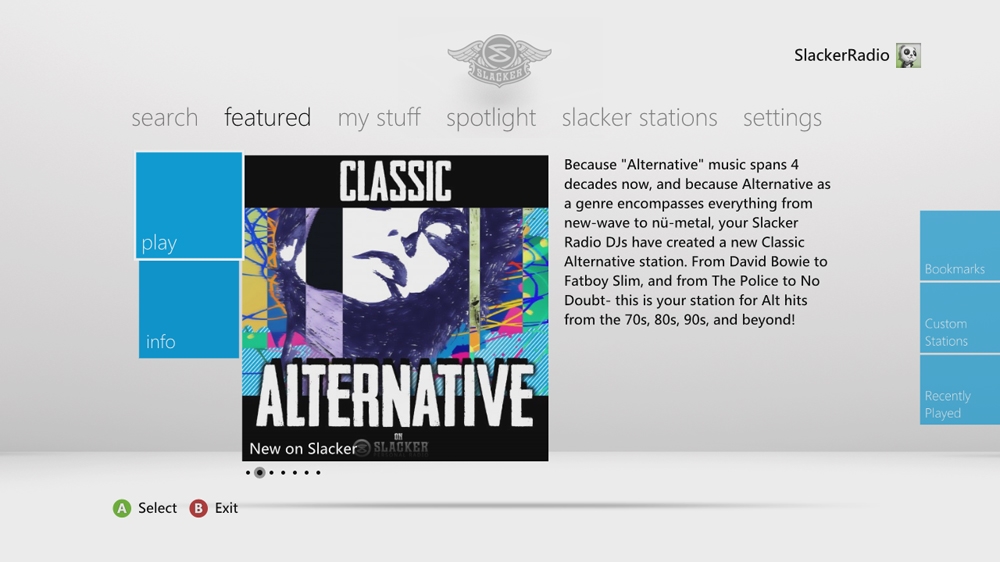 SLACKER
SlackerRadio
search featured my stuff spotlight slacker stations settings
CLASSIC
ALTERNATIVE
ON
SLACKER
New on Slacker
play
info
Because "Alternative" music spans 4
decades now, and because Alternative as
a genre encompasses everything from
new-wave to nü-metal, your Slacker
Radio DJs have created a new Classic
Alternative station. From David Bowie to
Fatboy Slim, and from The Police to No
Doubt- this is your station for Alt hits
from the 70s, 80s, 90s, and beyond!
Bookmarks
Custom
Stations
Recently
Played
A Select B Exit